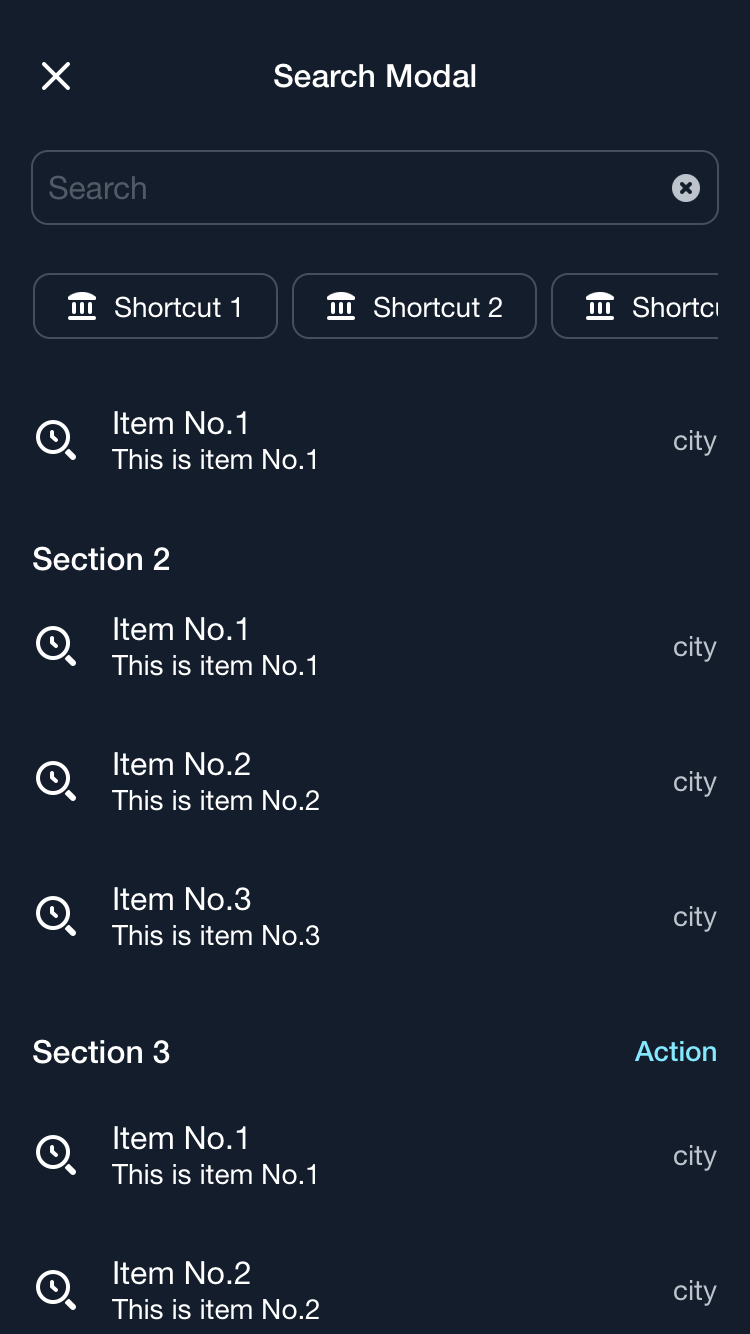 Search Modal
Search
Shortcut 1
Shortcut 2
Shortcu
Item No.1
This is item No.1
city
Section 2
Item No.1
This is item No.1
city
Item No.2
This is item No.2
city
Item No.3
This is item No.3
city
Section 3
Action
Item No.1
This is item No.1
city
Item No.2
This is item No.2
city